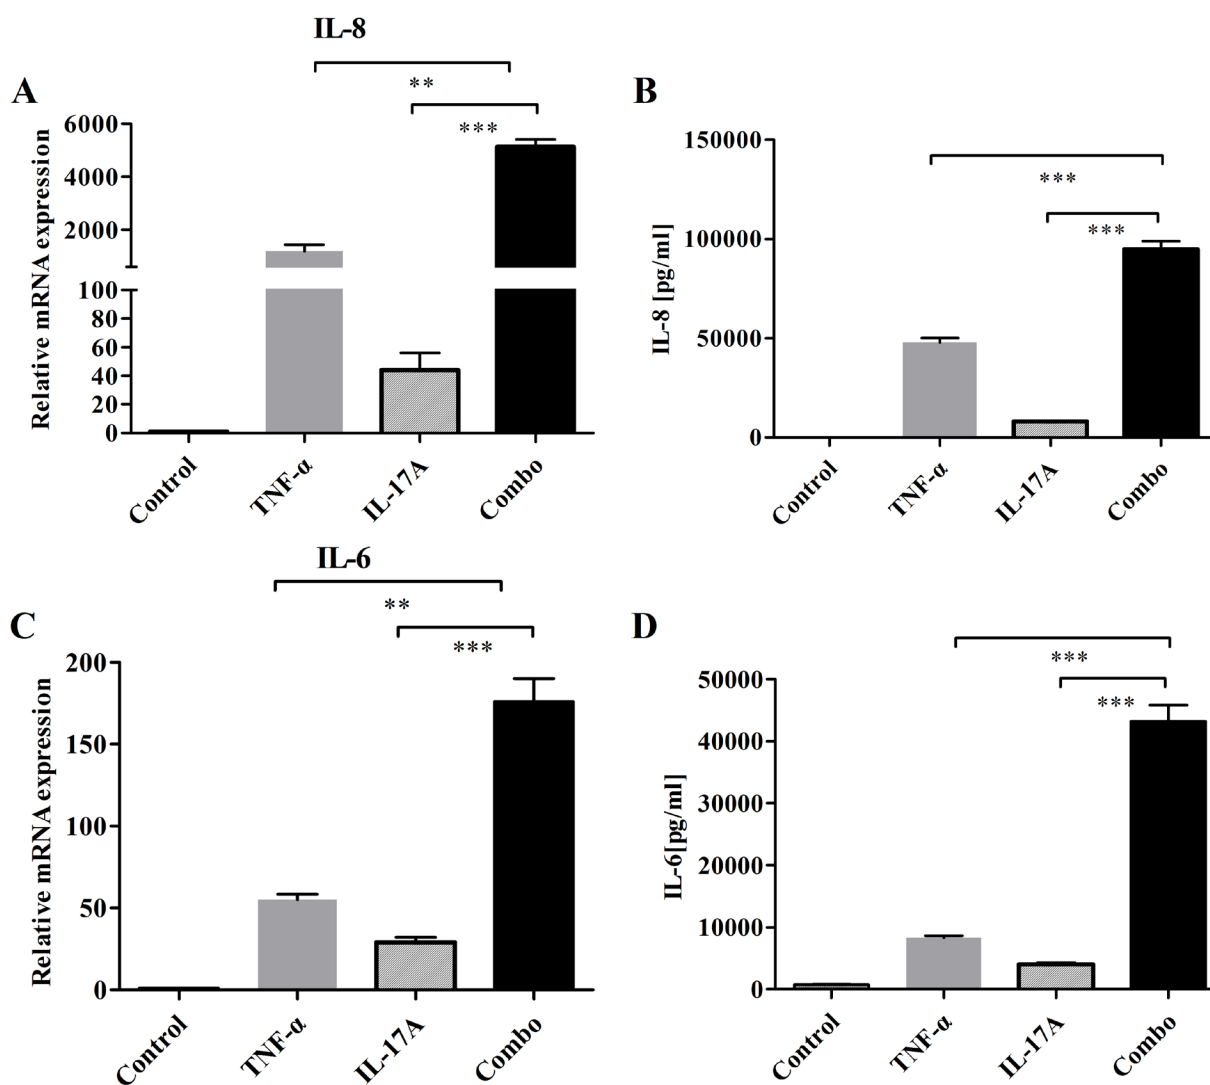 IL-8
A
**
***
Relative mRNA expression
6000
4000
2000
100
80
60
40
20
0
Control
TNF-α
IL-17A
Combo
B
***
***
IL-8 [pg/ml]
150000
100000
50000
0
Control
TNF-α
IL-17A
Combo
IL-6
C
**
***
Relative mRNA expression
200
150
100
50
0
Control
TNF-α
IL-17A
Combo
D
***
***
IL-6[pg/ml]
50000
40000
30000
20000
10000
0
Control
TNF-α
IL-17A
Combo